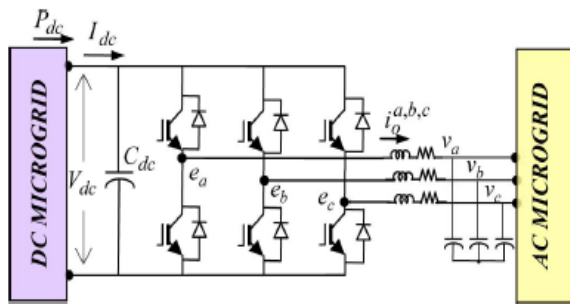 P_dc
I_dc
DC MICROGRID
V_dc
C_dc
e_a
e_b
e_c
i_o^{a,b,c}
v_a
v_b
v_c
AC MICROGRID